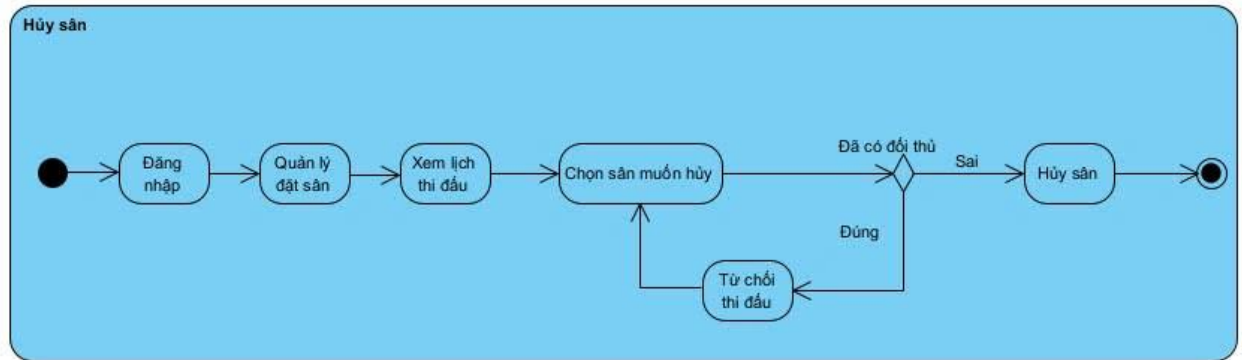 Hủy sân
Đăng
nhập
Quản lý
đặt sân
Xem lịch
thi đấu
Chọn sân muốn hủy
Đã có đối thủ
Sai
Hủy sân
Đúng
Từ chối
thi đấu